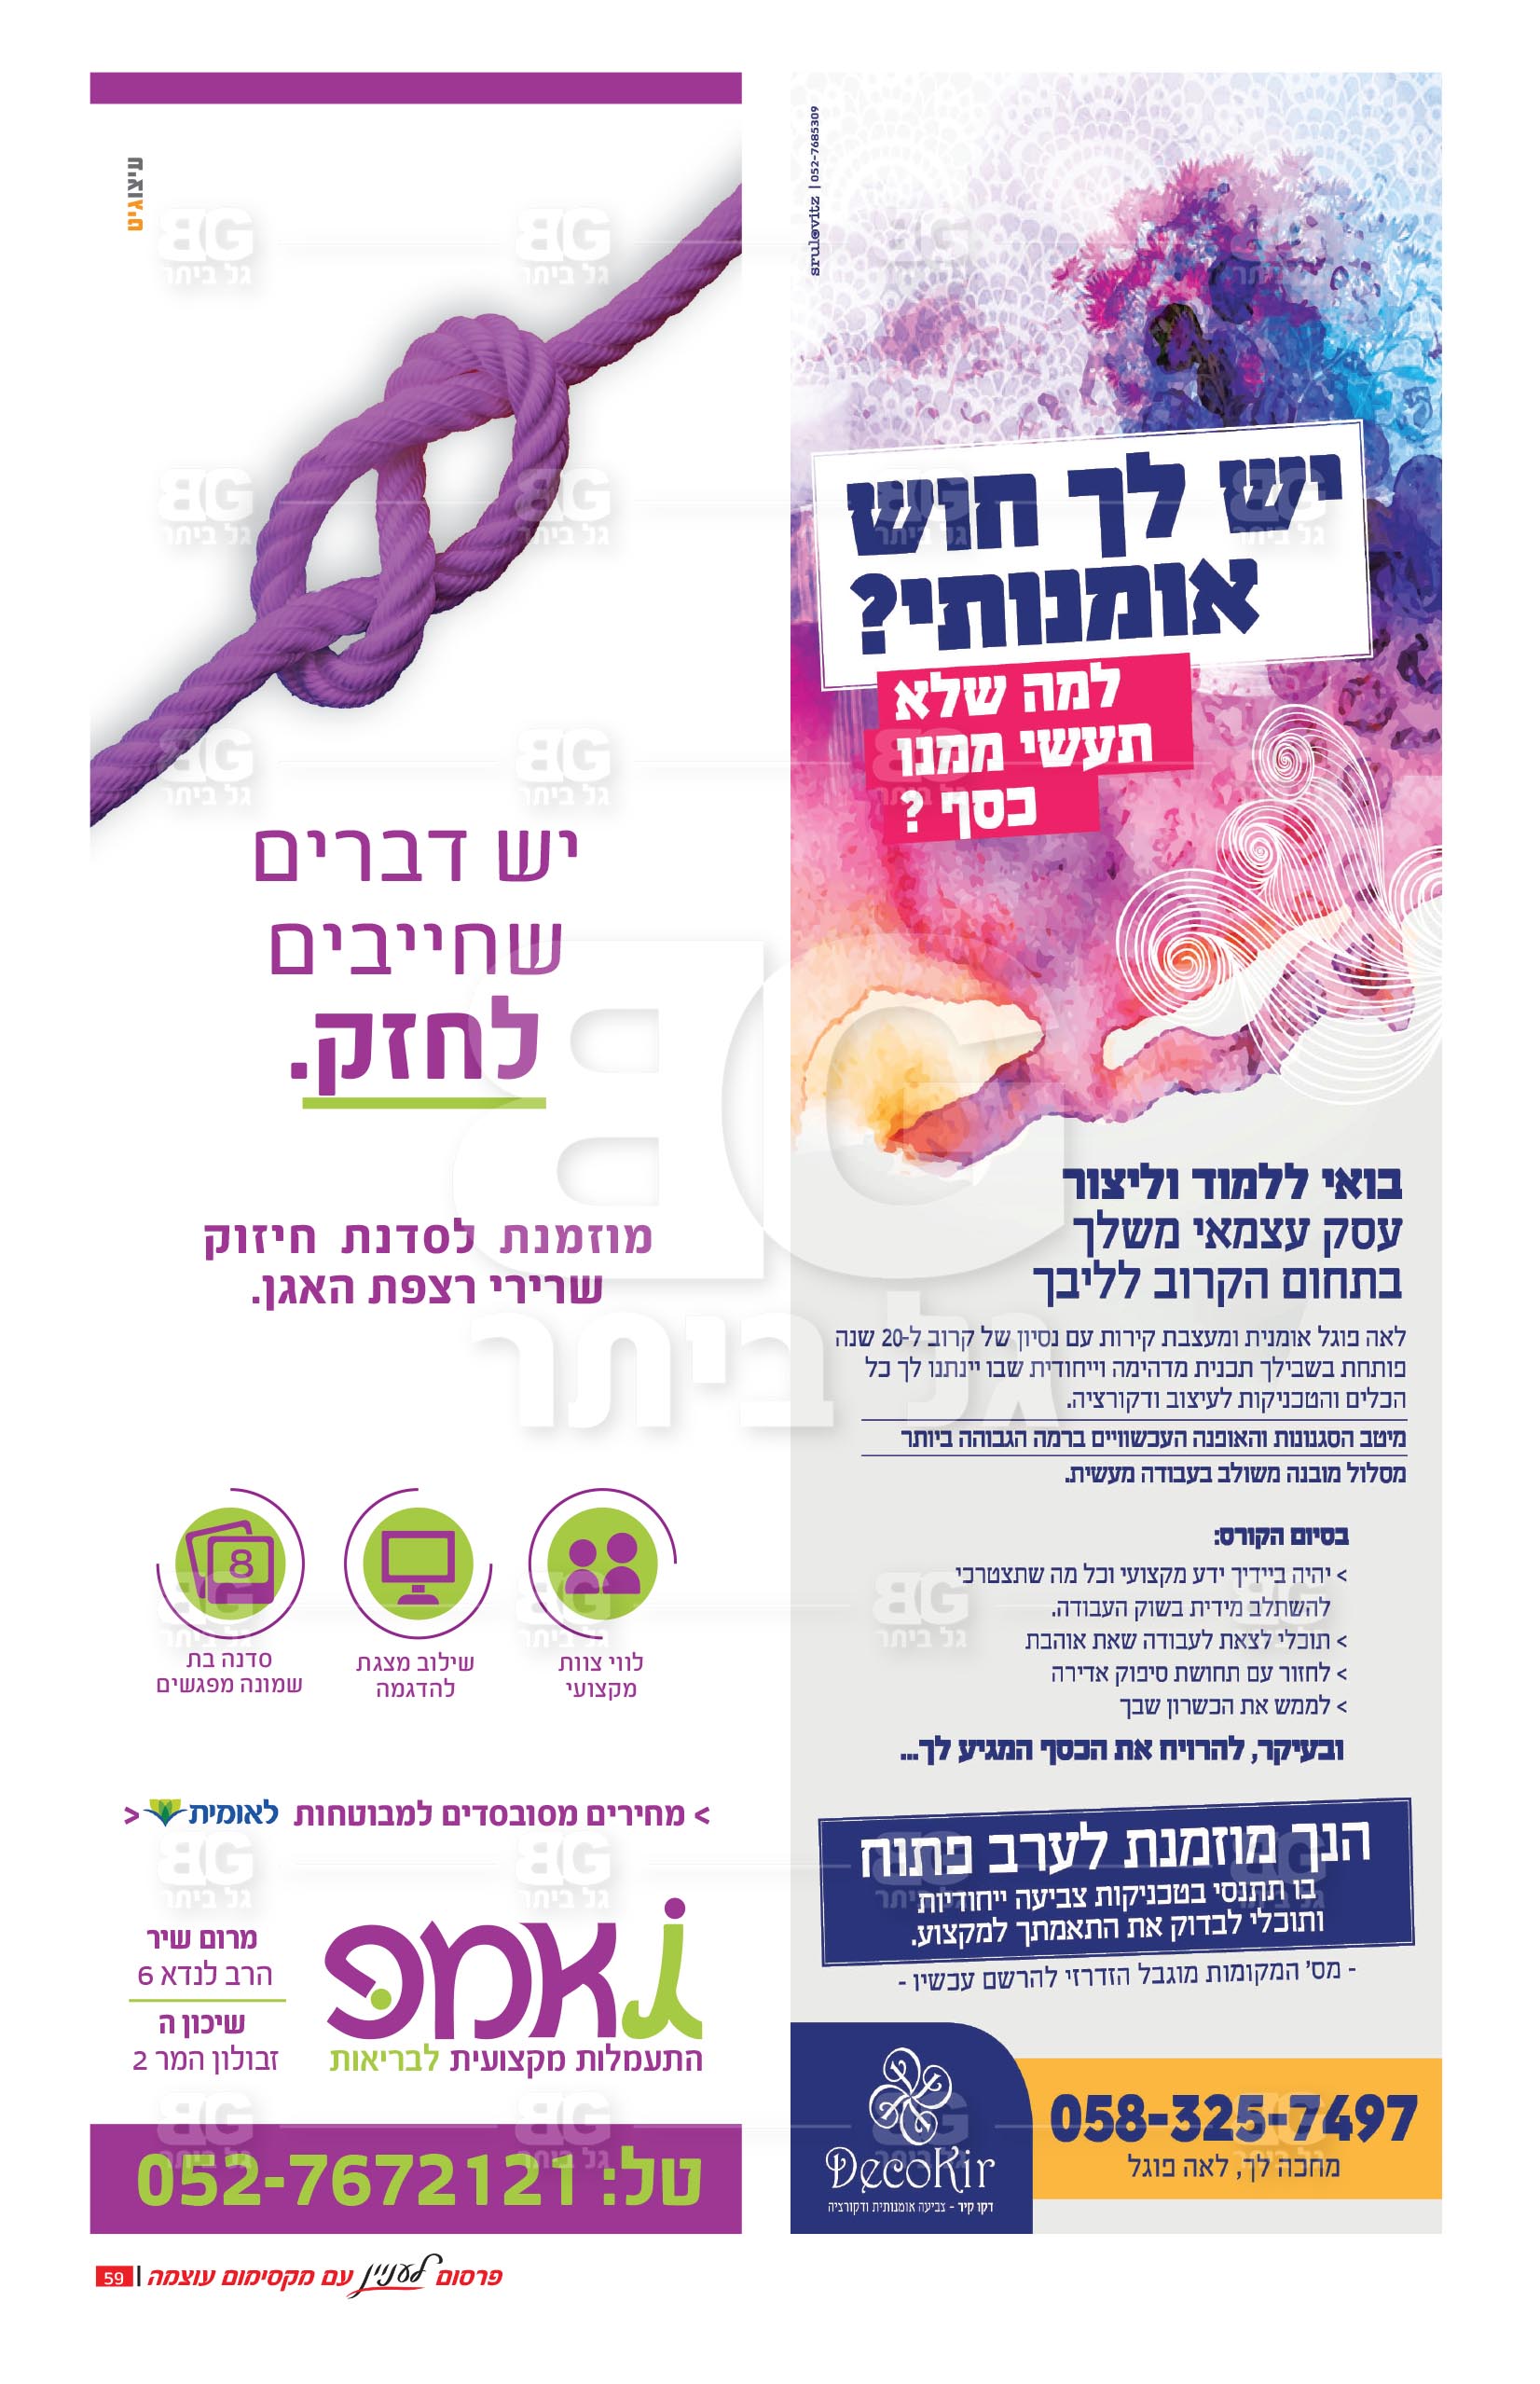 srulovitz | 052-7685309
יש לך חוש
אומנותי?
למה שלא
תעשי ממנו
כסף ?
בואי ללמוד וליצור
עסק עצמאי משלך
בתחום הקרוב לליבך
לאה פוגל אומנית ומעצבת קירות עם נסיון של קרוב ל-20 שנה
פותחת בשבילך תכנית מדהימה וייחודית שבו יינתנו לך כל
הכלים והטכניקות לעיצוב ודקורציה.
מיטב הסגנונות והאופנה העכשוויים ברמה הגבוהה ביותר
מסלול מובנה משולב בעבודה מעשית.
בסיום הקורס:
> יהיה ביידיך ידע מקצועי וכל מה שתצטרכי
להשתלב מידית בשוק העבודה.
> תוכלי לצאת לעבודה שאת אוהבת
> לחזור עם תחושת סיפוק אדירה
> לממש את הכשרון שבך
ובעיקר, להרויח את הכסף המגיע לך...
הנך מוזמנת לערב פתוח
בו תתנסי בטכניקות צביעה ייחודיות
ותוכלי לבדוק את התאמתך למקצוע.
- מס' המקומות מוגבל הזדרזי להרשם עכשיו -
058-325-7497
מחכה לך, לאה פוגל
DecoKir
דקו קיר - צביעה אומנותית ודקורציה
עיצוגיט
יש דברים
שחייבים
לחזק.
מוזמנת לסדנת חיזוק
שרירי רצפת האגן.
לווי צוות
מקצועי
שילוב מצגת
להדגמה
8
סדנה בת
שמונה מפגשים
> מחירים מסובסדים למבוטחות לאומית <
ג'אמפ
התעמלות מקצועית לבריאות
מרום שיר
הרב לנדא 6
שיכון ה
זבולון המר 2
טל: 052-7672121
פרסום לעניין עם מקסימום עוצמה | 59
BG
גל ביתר